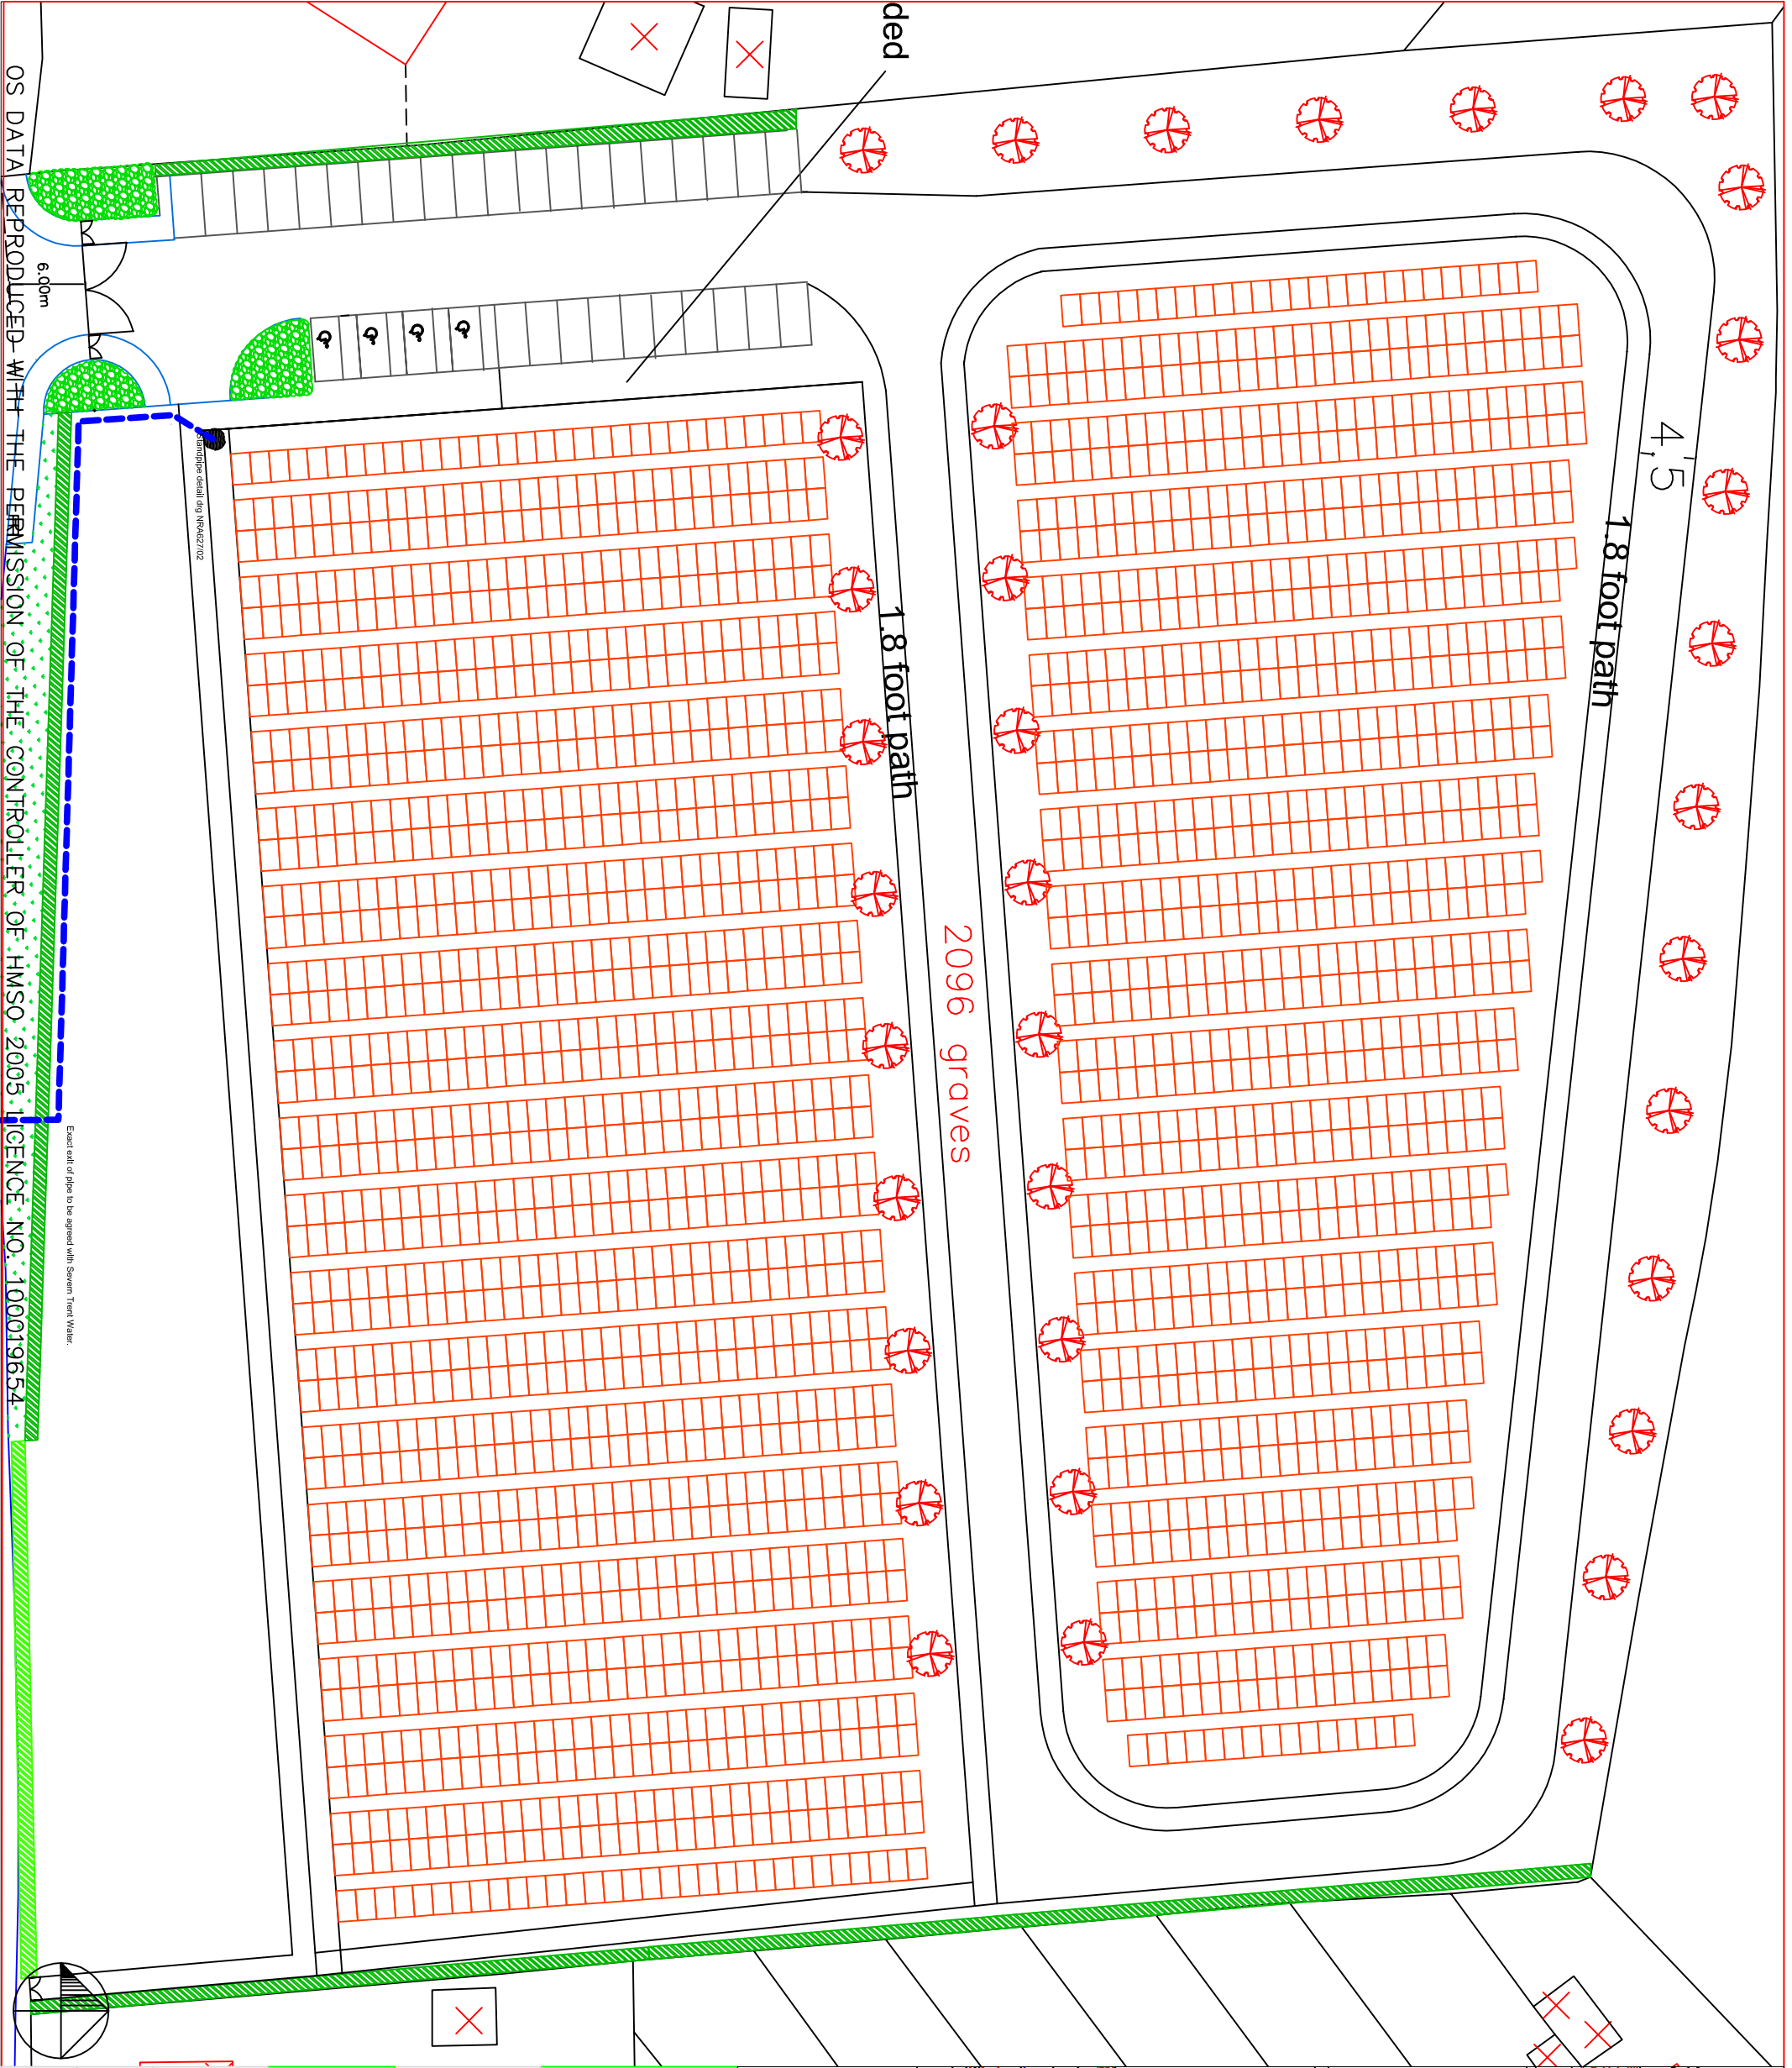 ded
6.00m
Standpipe detail drg NRA627/02
4.5
1.8 foot path
1.8 foot path
2096 graves
Exact exit of pipe to be agreed with Severn Trent Water.
OS DATA REPRODUCED WITH THE PERMISSION OF THE CONTROLLER OF HMSO 2005 LICENCE NO. 100019654